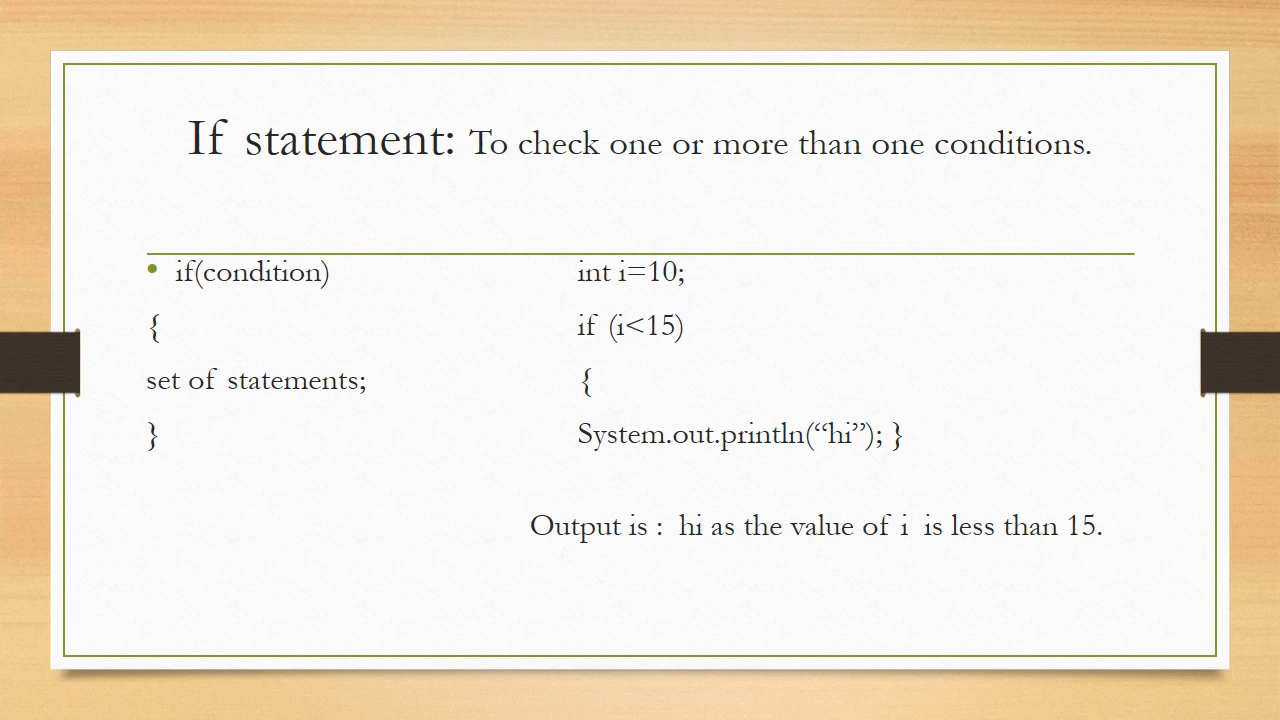 If statement: To check one or more than one conditions.
• if(condition)
{
set of statements;
}
int i=10;
if (i<15)
{
System.out.println(“hi”); }
Output is : hi as the value of i is less than 15.